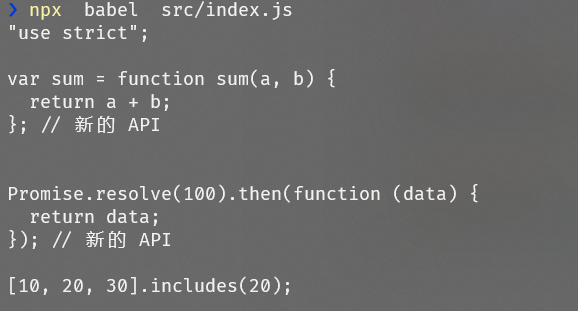 ❯ npx  babel  src/index.js
"use strict";

var sum = function sum(a, b) {
  return a + b;
}; // 新的 API


Promise.resolve(100).then(function (data) {
  return data;
}); // 新的 API

[10, 20, 30].includes(20);